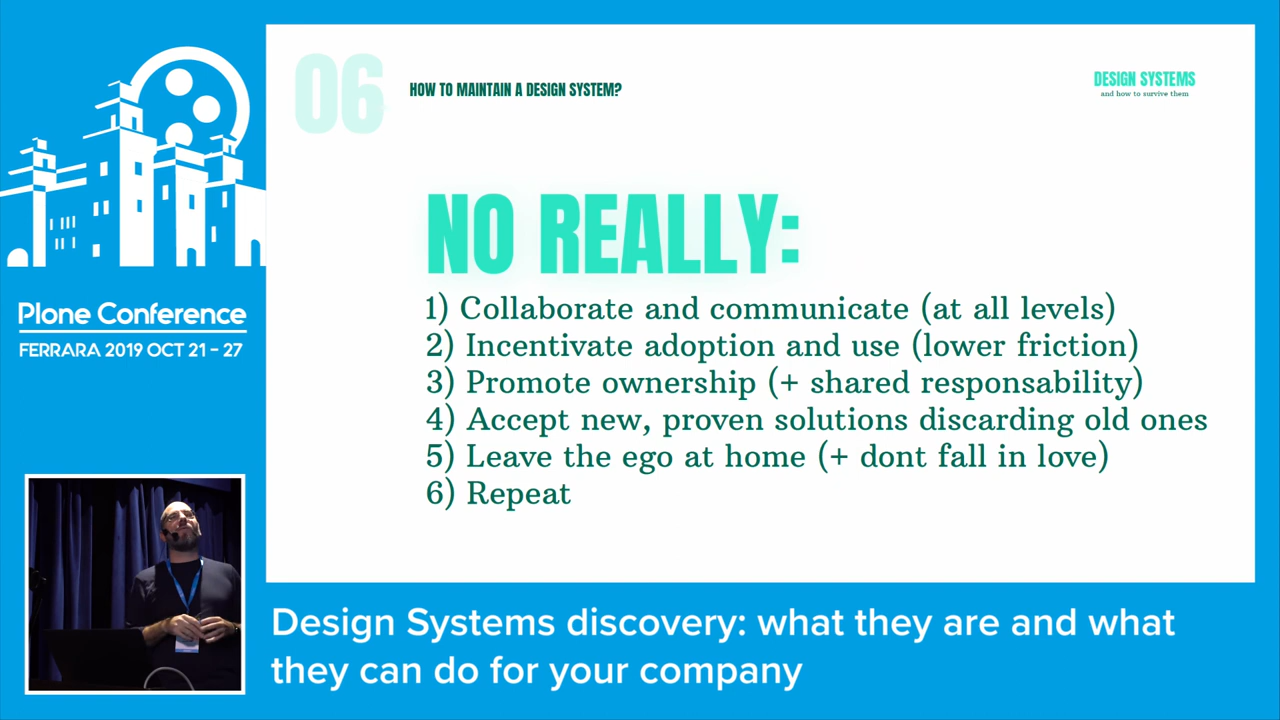 Plone Conference
FERRARA 2019 OCT 21 - 27
06
HOW TO MAINTAIN A DESIGN SYSTEM?
DESIGN SYSTEMS
and how to survive them
NO REALLY:
1) Collaborate and communicate (at all levels)
2) Incentivate adoption and use (lower friction)
3) Promote ownership (+ shared responsability)
4) Accept new, proven solutions discarding old ones
5) Leave the ego at home (+ dont fall in love)
6) Repeat
Design Systems discovery: what they are and what
they can do for your company